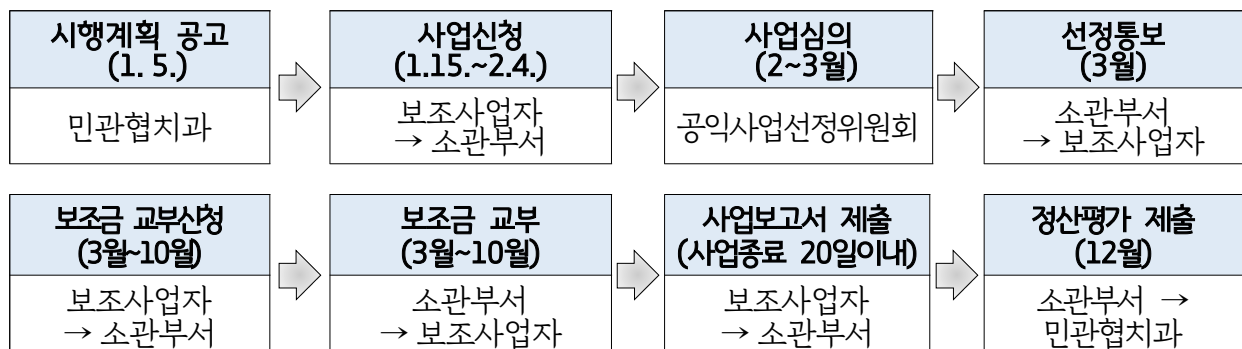 시행계획 공고
(1. 5.)
민관협치과
사업신청
(1.15.~2.4.)
보조사업자
→ 소관부서
사업심의
(2~3월)
공익사업선정위원회
선정통보
(3월)
소관부서
→ 보조사업자
보조금 교부신청
(3월~10월)
보조사업자
→ 소관부서
보조금 교부
(3월~10월)
소관부서
→ 보조사업자
사업보고서 제출
(사업종료 20일이내)
보조사업자
→ 소관부서
정산평가 제출
(12월)
소관부서 →
민관협치과